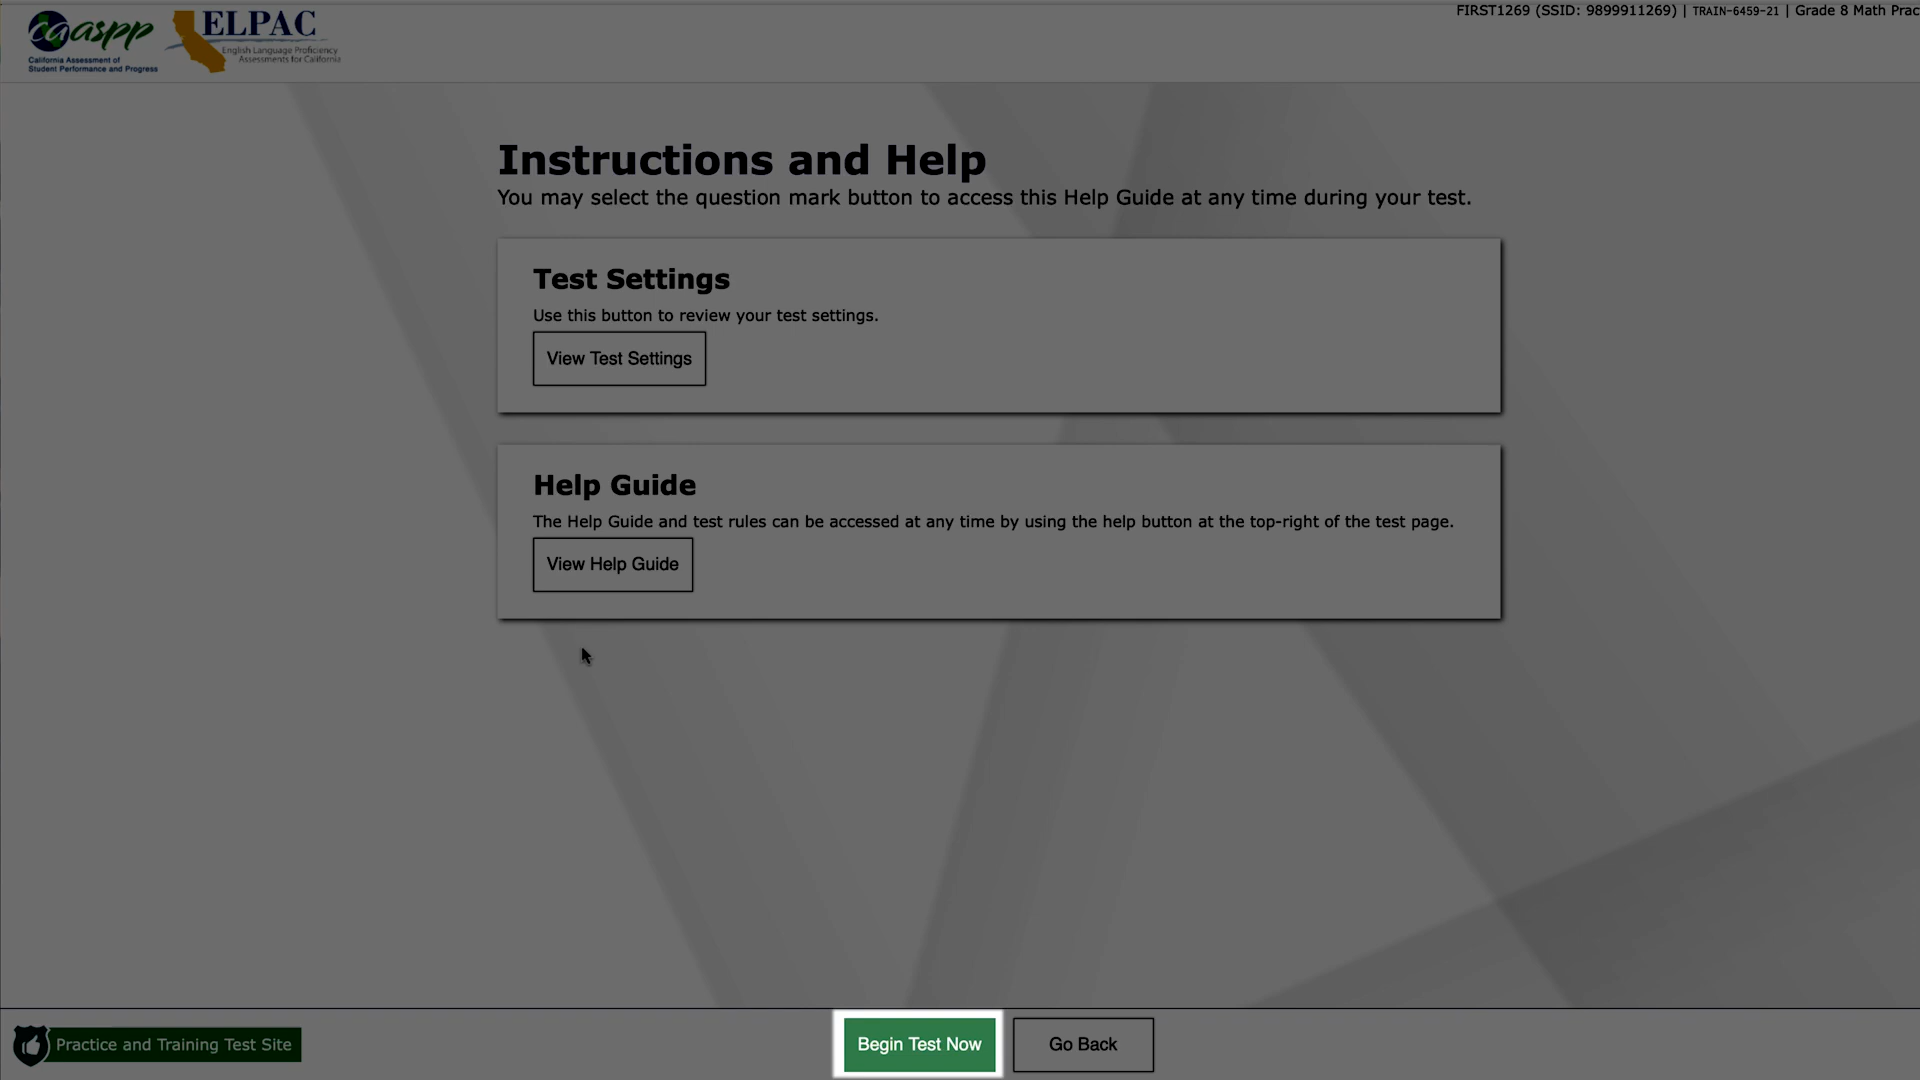 caaspp
California Assessment of
Student Performance and Progress
ELPAC
English Language Proficiency
Assessments for California
FIRST1269 (SSID: 9899911269) | TRAIN-6459-21 | Grade 8 Math Prac
Instructions and Help
You may select the question mark button to access this Help Guide at any time during your test.
Test Settings
Use this button to review your test settings.
View Test Settings
Help Guide
The Help Guide and test rules can be accessed at any time by using the help button at the top-right of the test page.
View Help Guide
Practice and Training Test Site
Begin Test Now
Go Back